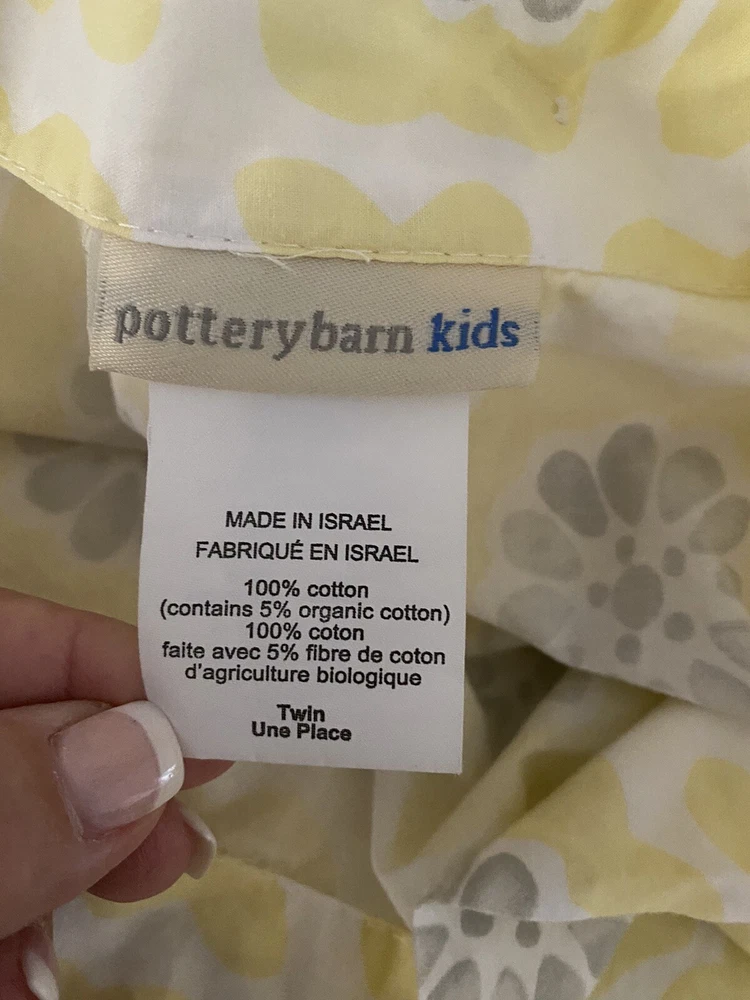 potterybarn kids
MADE IN ISRAEL
FABRIQUÉ EN ISRAEL
100% cotton
(contains 5% organic cotton)
100% coton
faite avec 5% fibre de coton
d'agriculture biologique
Twin
Une Place